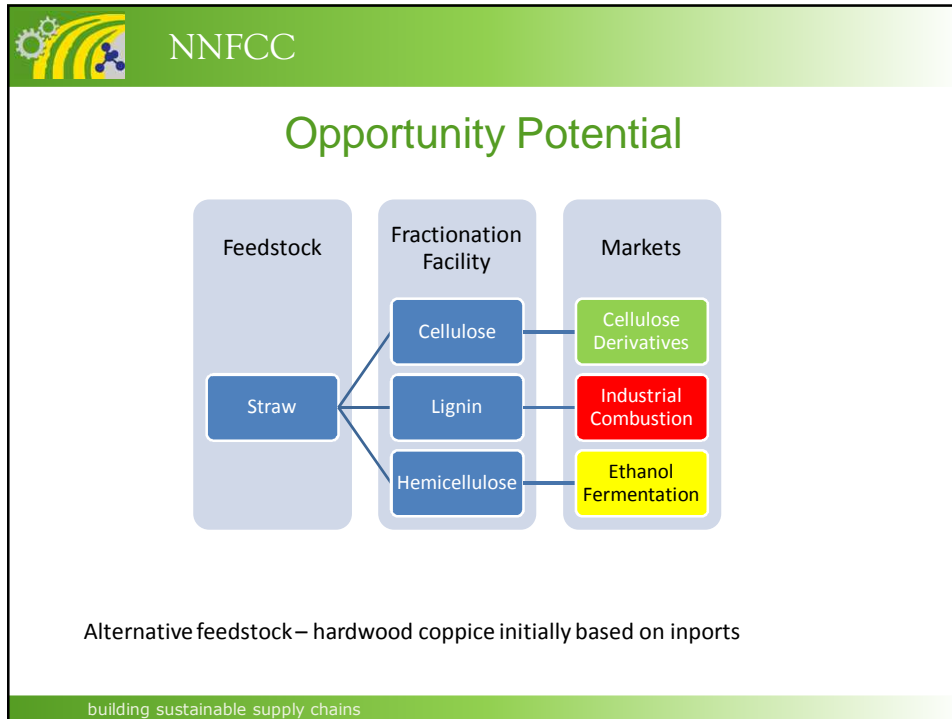 NNFCC
Opportunity Potential
Feedstock
Fractionation
Facility
Markets
Straw
Cellulose
Cellulose
Derivatives
Lignin
Industrial
Combustion
Hemicellulose
Ethanol
Fermentation
Alternative feedstock – hardwood coppice initially based on inports
building sustainable supply chains